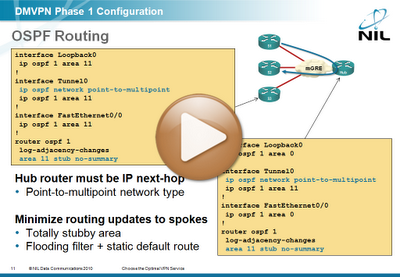 DMVPN Phase 1 Configuration
NIL
OSPF Routing
interface Loopback0
ip ospf 1 area 11
!
interface Tunnel0
ip ospf network point-to-multipoint
ip ospf 1 area 11
!
interface FastEthernet0/0
ip ospf 1 area 11
!
router ospf 1
log-adjacency-changes
area 11 stub no-summary
mGRE
Hub
Hub router must be IP next-hop
• Point-to-multipoint network type
Minimize routing updates to spokes
• Totally stubby area
• Flooding filter + static default route
interface Loopback0
ospf 1 area 0
interface Tunnel0
ip ospf network point-to-multipoint
ip ospf 1 area 11
!
interface FastEthernet0/0
ip ospf 1 area 0
!
router ospf 1
log-adjacency-changes
area 11 stub no-summary
11 © NIL Data Communications 2010 Choose the Optimal VPN Service